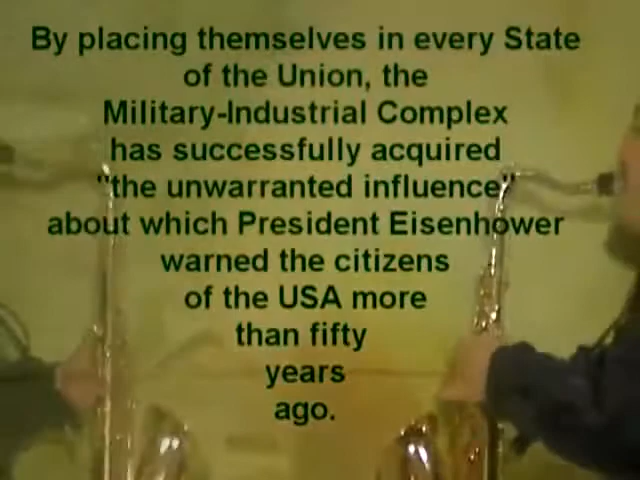 By placing themselves in every State
of the Union, the
Military-Industrial Complex
has successfully acquired
"the unwarranted influence"
about which President Eisenhower
warned the citizens
of the USA more
than fifty
years
ago.